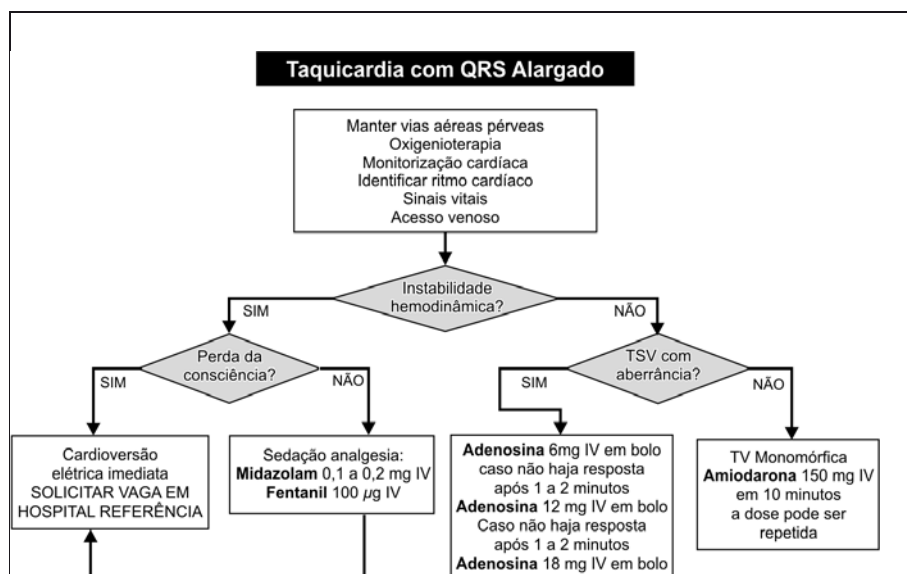 Taquicardia com QRS Alargado
Manter vias aéreas pérveas
Oxigenioterapia
Monitorização cardíaca
Identificar ritmo cardíaco
Sinais vitais
Acesso venoso
Instabilidade
hemodinâmica?
SIM
NÃO
Perda da
consciência?
SIM
NÃO
TSV com
aberrância?
SIM
NÃO
Cardioversão
elétrica imediata
SOLICITAR VAGA EM
HOSPITAL REFERÊNCIA
Sedação analgesia:
Midazolam 0,1 a 0,2 mg IV
Fentanil 100 µg IV
Adenosina 6mg IV em bolo
caso não haja resposta
após 1 a 2 minutos
Adenosina 12 mg IV em bolo
Caso não haja resposta
após 1 a 2 minutos
Adenosina 18 mg IV em bolo
TV Monomórfica
Amiodarona 150 mg IV
em 10 minutos
a dose pode ser
repetida